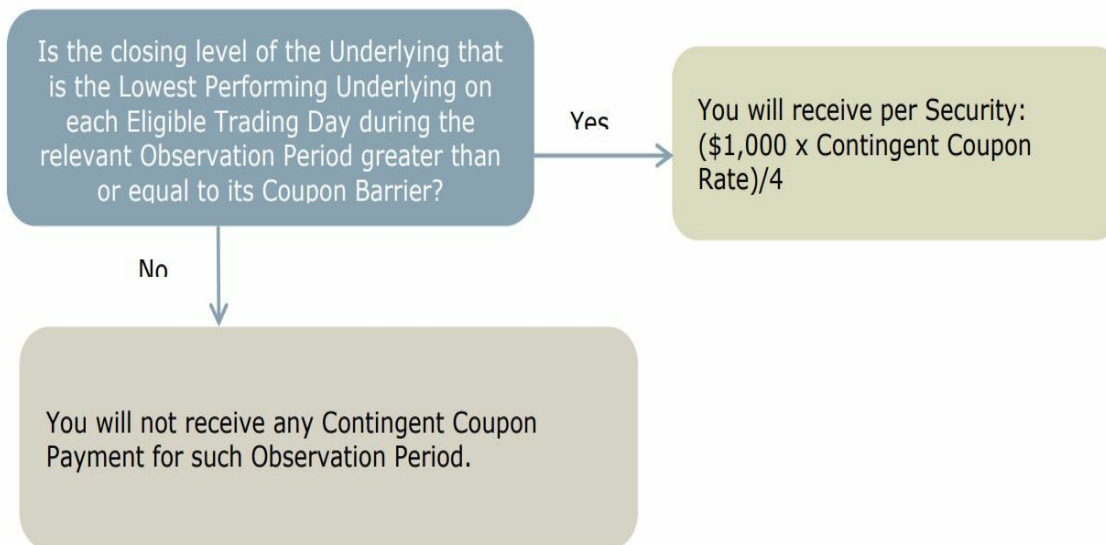 Is the closing level of the Underlying that
is the Lowest Performing Underlying on
each Eligible Trading Day during the
relevant Observation Period greater than
or equal to its Coupon Barrier?
Yes
You will receive per Security:
($1,000 x Contingent Coupon
Rate)/4
No
You will not receive any Contingent Coupon
Payment for such Observation Period.